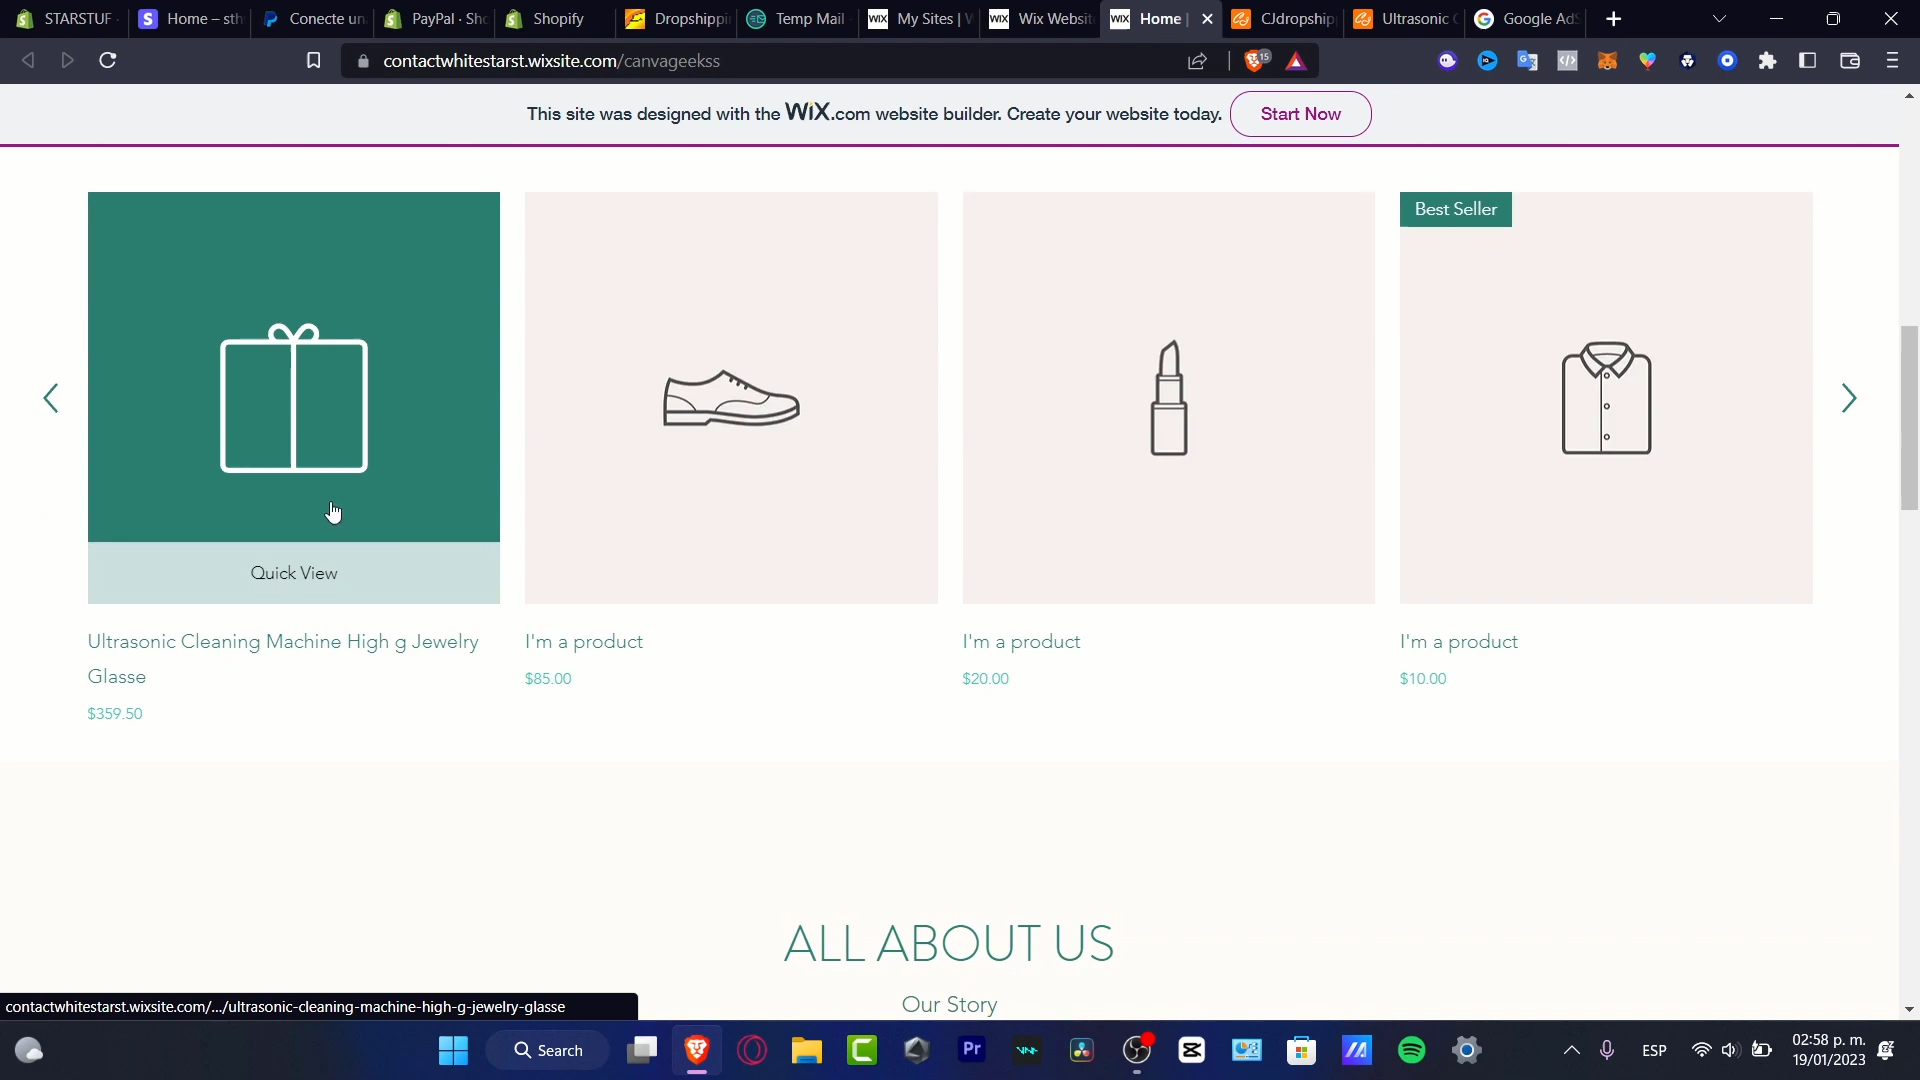 STARSTUF
Home – sth
Conecte un
PayPal · Sho
Shopify
Dropshippi
Temp Mail
My Sites | W
Wix Websit
Home |
CJdropship
Ultrasonic C
Google AdS
contactwhitestarst.wixsite.com/canvageekss
15
This site was designed with the WiX.com website builder. Create your website today.
Start Now
Best Seller
Quick View
Ultrasonic Cleaning Machine High g Jewelry
Glasse
$359.50
I'm a product
$85.00
I'm a product
$20.00
I'm a product
$10.00
ALL ABOUT US
Our Story
contactwhitestarst.wixsite.com/.../ultrasonic-cleaning-machine-high-g-jewelry-glasse
Search
Pr
ESP
02:58 p. m.
19/01/2023